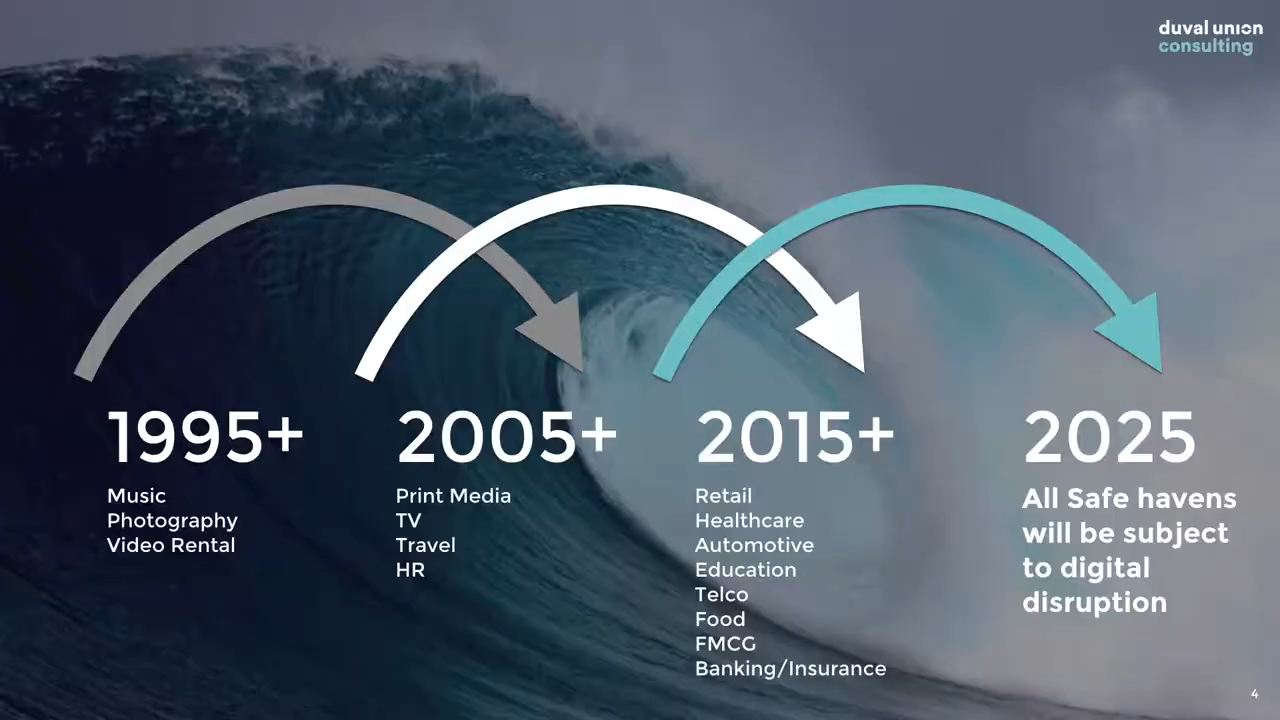 duval union
consulting
1995+
Music
Photography
Video Rental
2005+
Print Media
TV
Travel
HR
2015+
Retail
Healthcare
Automotive
Education
Telco
Food
FMCG
Banking/Insurance
2025
All Safe havens
will be subject
to digital
disruption
4